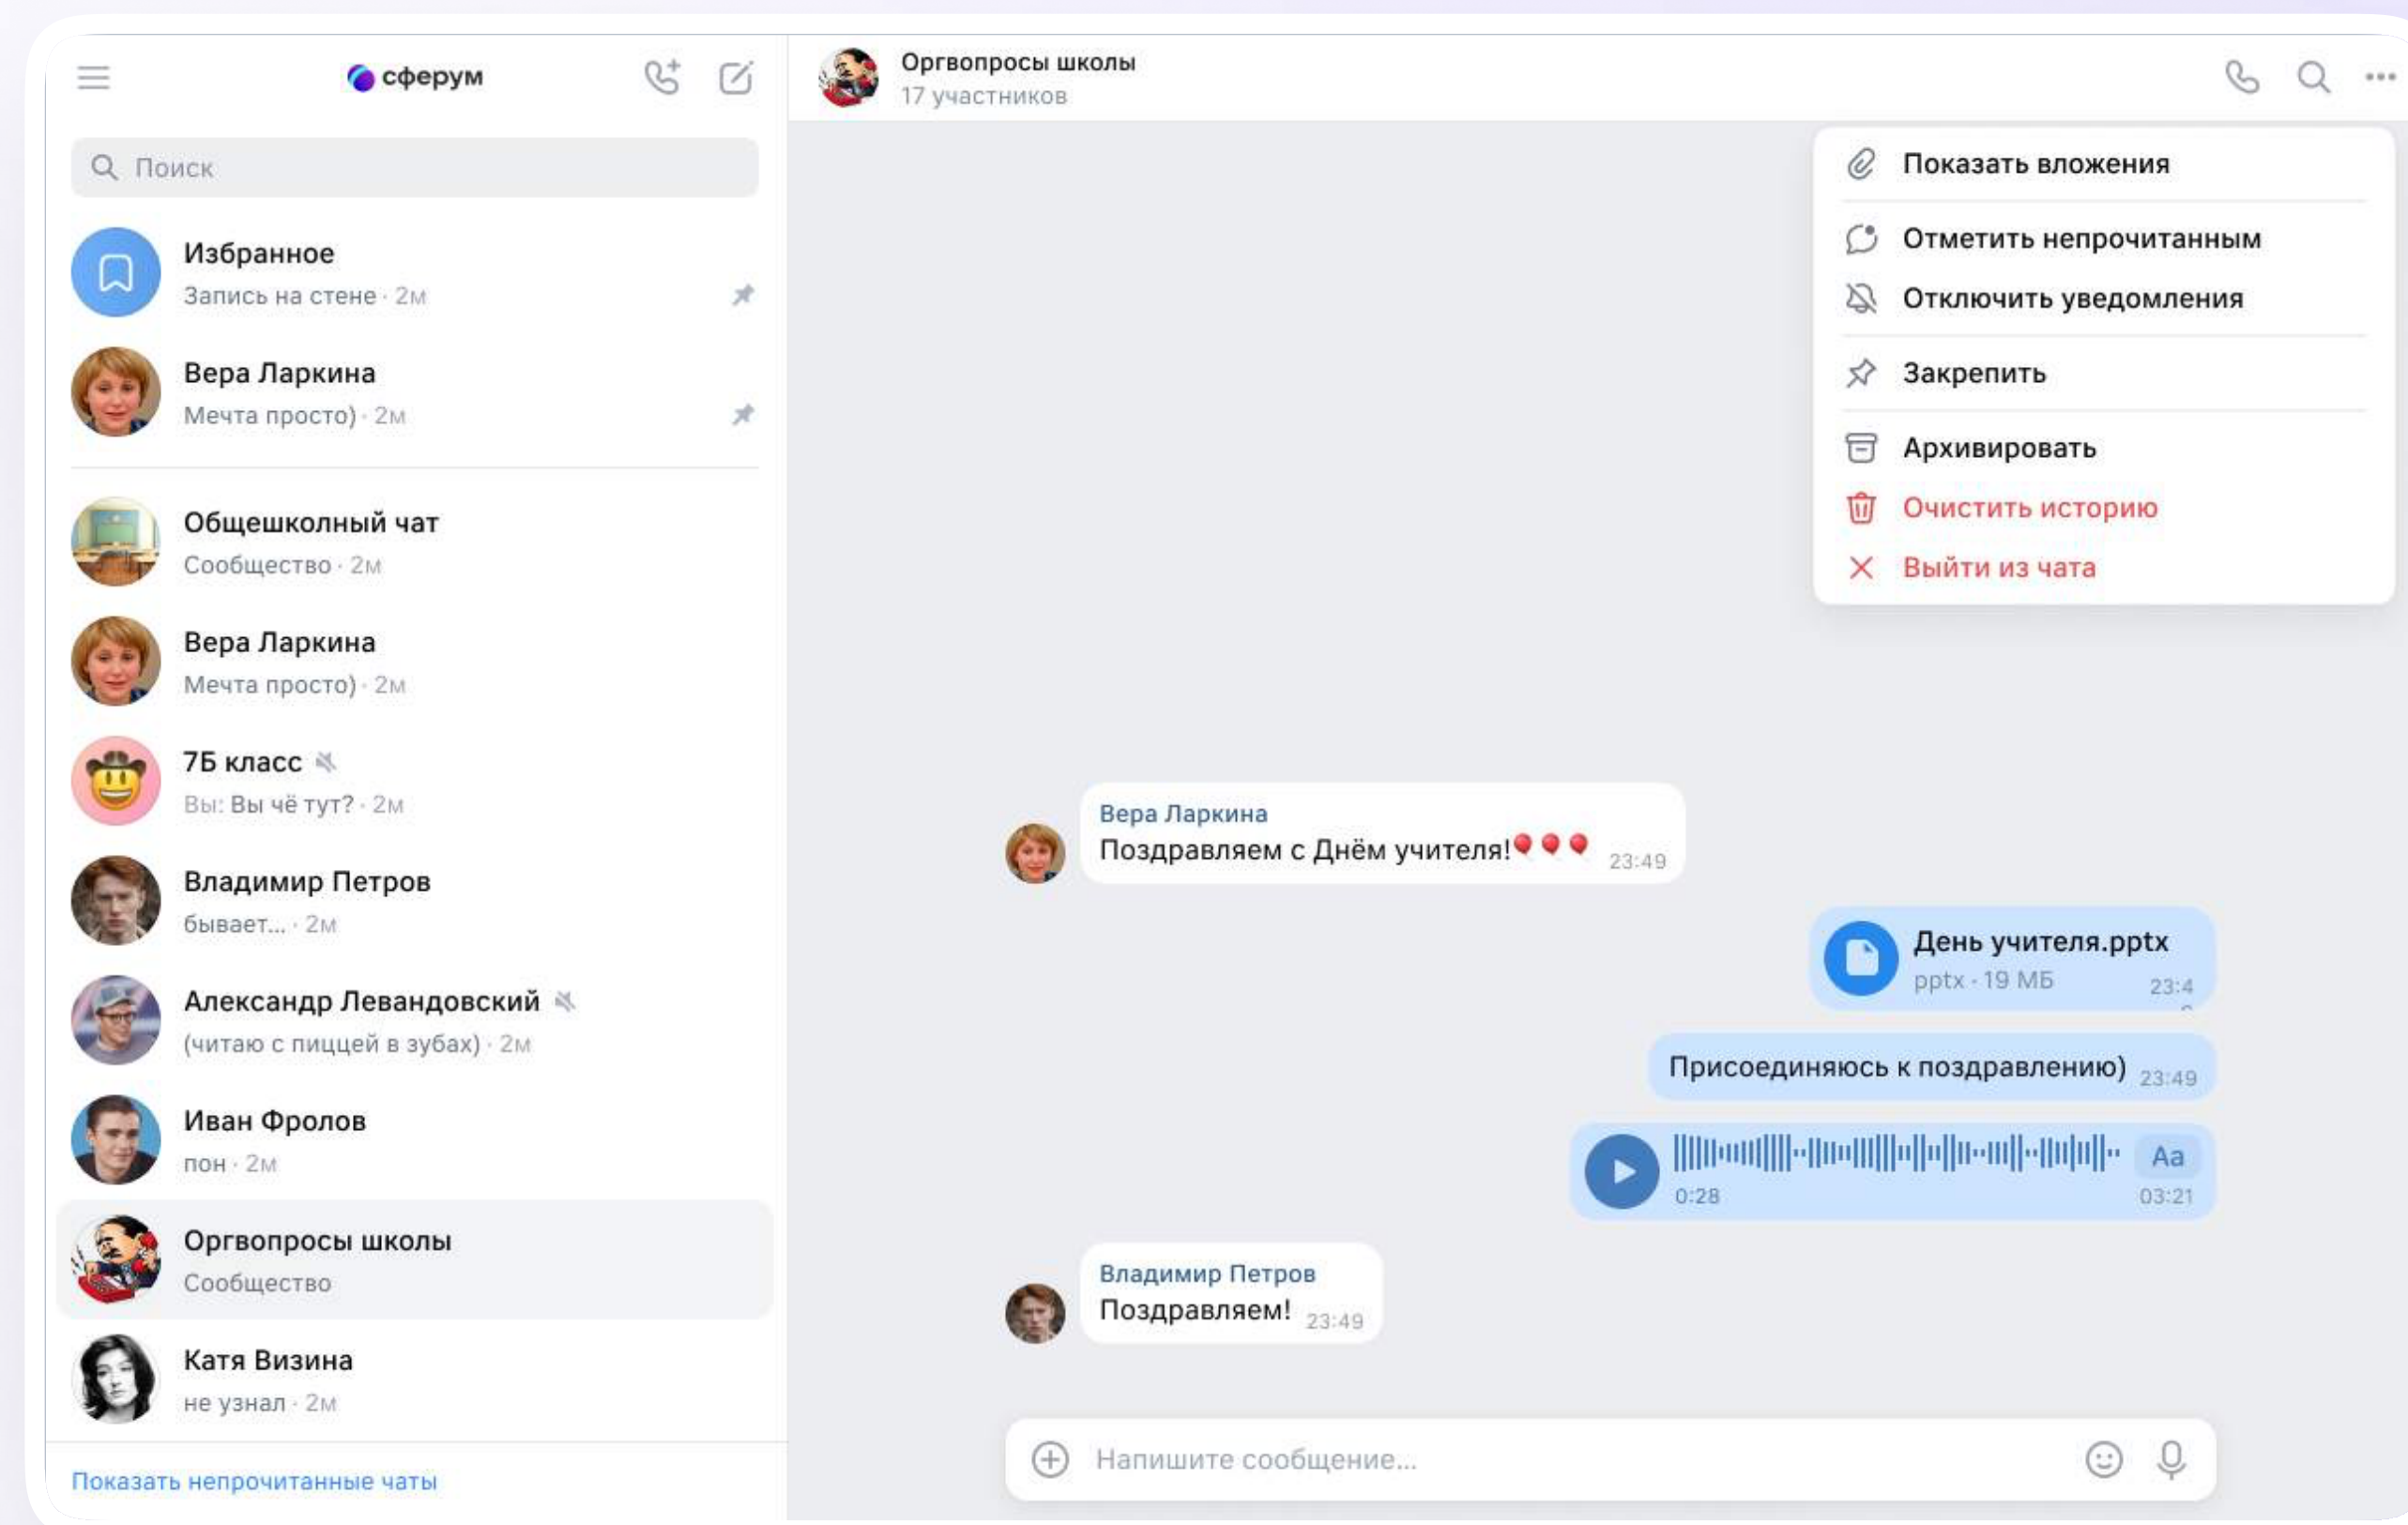 сферум
Поиск
Избранное
Запись на стене · 2м
Вера Ларкина
Мечта просто) · 2м
Общешколный чат
Сообщество · 2м
Вера Ларкина
Мечта просто) · 2м
7Б класс
Вы: Вы чё тут? · 2м
Владимир Петров
бывает... · 2м
Александр Левандовский
(читаю с пиццей в зубах) · 2м
Иван Фролов
пон · 2м
Оргвопросы школы
Сообщество
Катя Визина
не узнал · 2м
Показать непрочитанные чаты
Оргвопросы школы
17 участников
Показать вложения
Отметить непрочитанным
Отключить уведомления
Закрепить
Архивировать
Очистить историю
Выйти из чата
Вера Ларкина
Поздравляем с Днём учителя!🎈🎈🎈 23:49
День учителя.pptx
pptx · 19 МБ 23:4
Присоединяюсь к поздравлению) 23:49
Aa
0:28 03:21
Владимир Петров
Поздравляем! 23:49
Напишите сообщение...